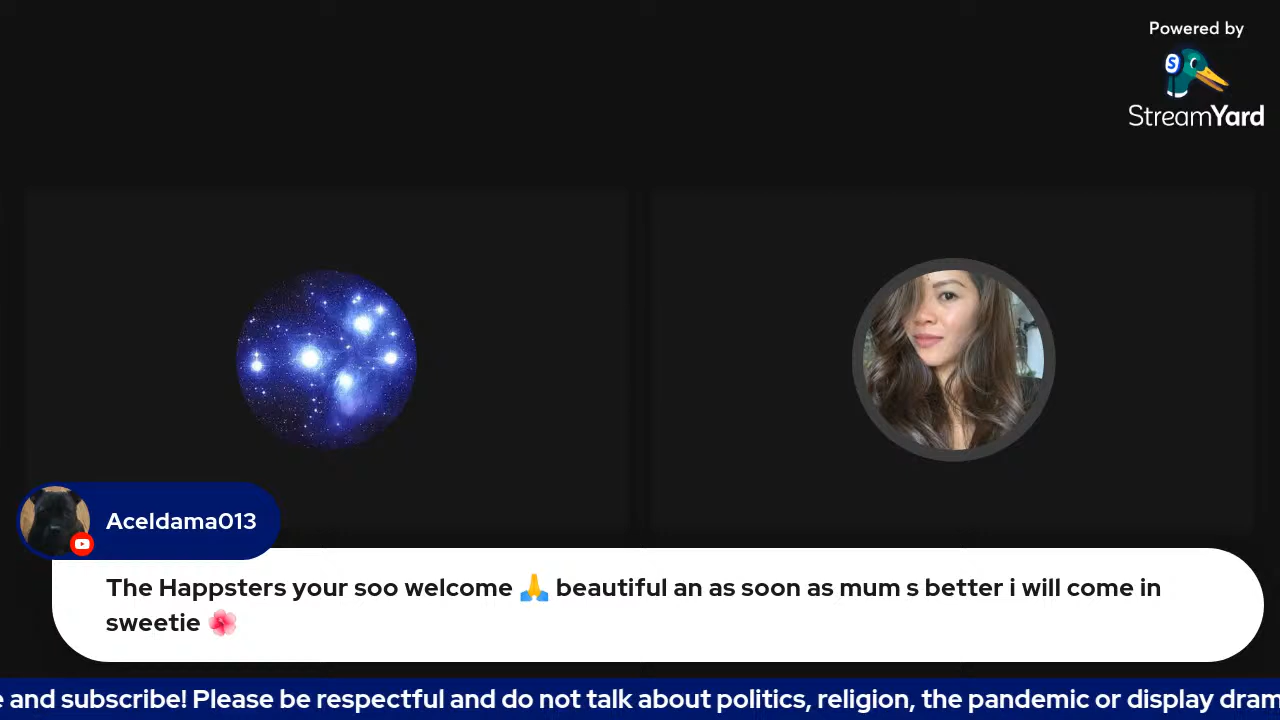 Powered by
S
StreamYard
Aceldama013
The Happsters your soo welcome 🙏 beautiful an as soon as mum s better i will come in
sweetie 🌺
e and subscribe! Please be respectful and do not talk about politics, religion, the pandemic or display dram